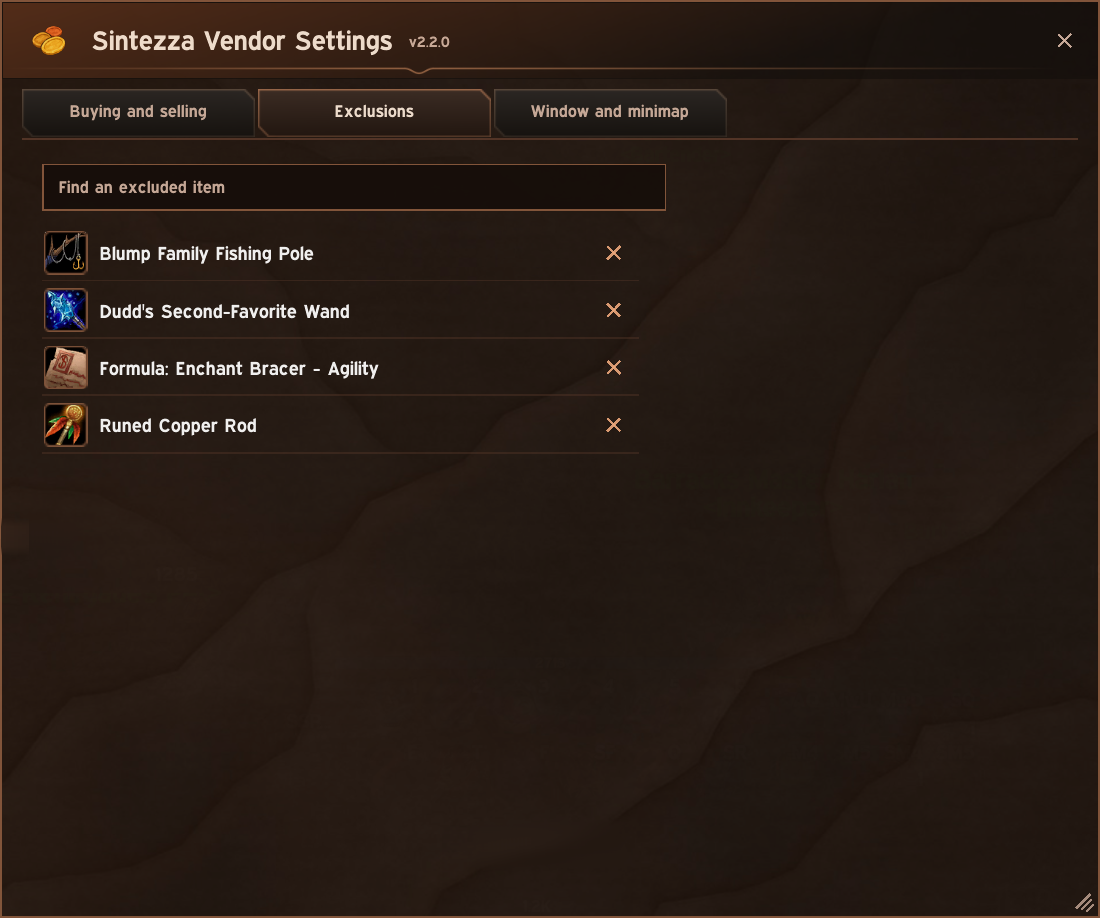 Sintezza Vendor Settings v2.2.0
Buying and selling
Exclusions
Window and minimap
Find an excluded item
Blump Family Fishing Pole
Dudd's Second-Favorite Wand
Formula: Enchant Bracer - Agility
Runed Copper Rod